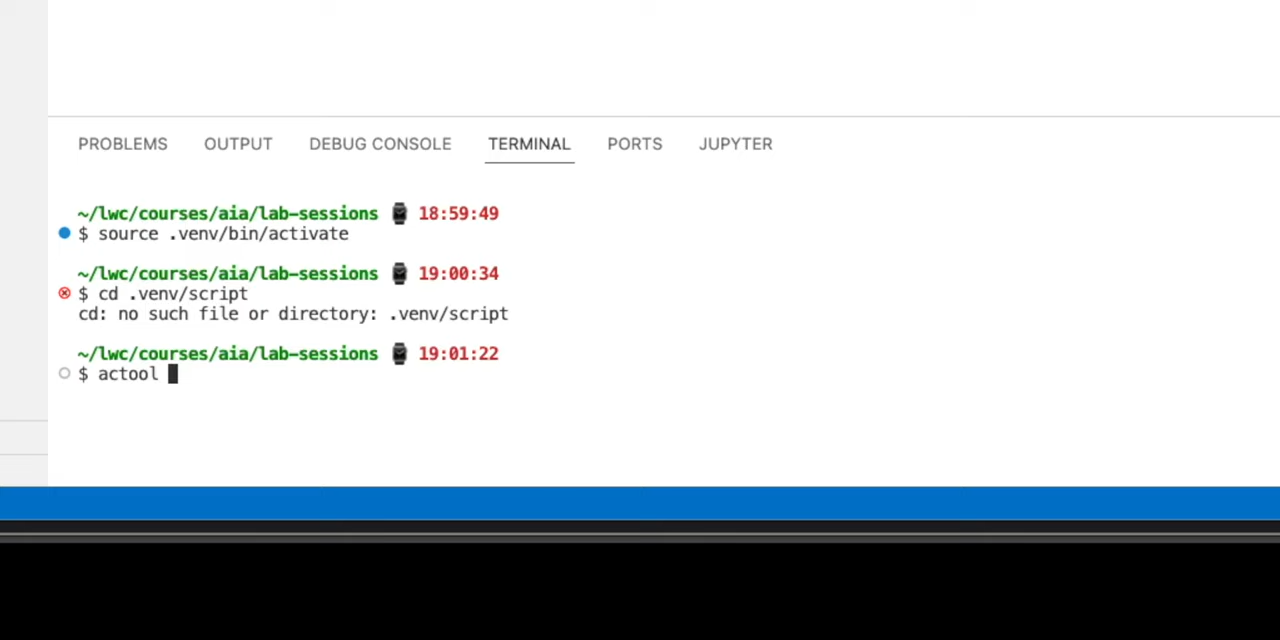 PROBLEMS OUTPUT DEBUG CONSOLE TERMINAL PORTS JUPYTER
~/lwc/courses/aia/lab-sessions ⌚ 18:59:49
$ source .venv/bin/activate
~/lwc/courses/aia/lab-sessions ⌚ 19:00:34
$ cd .venv/script
cd: no such file or directory: .venv/script
~/lwc/courses/aia/lab-sessions ⌚ 19:01:22
$ actool